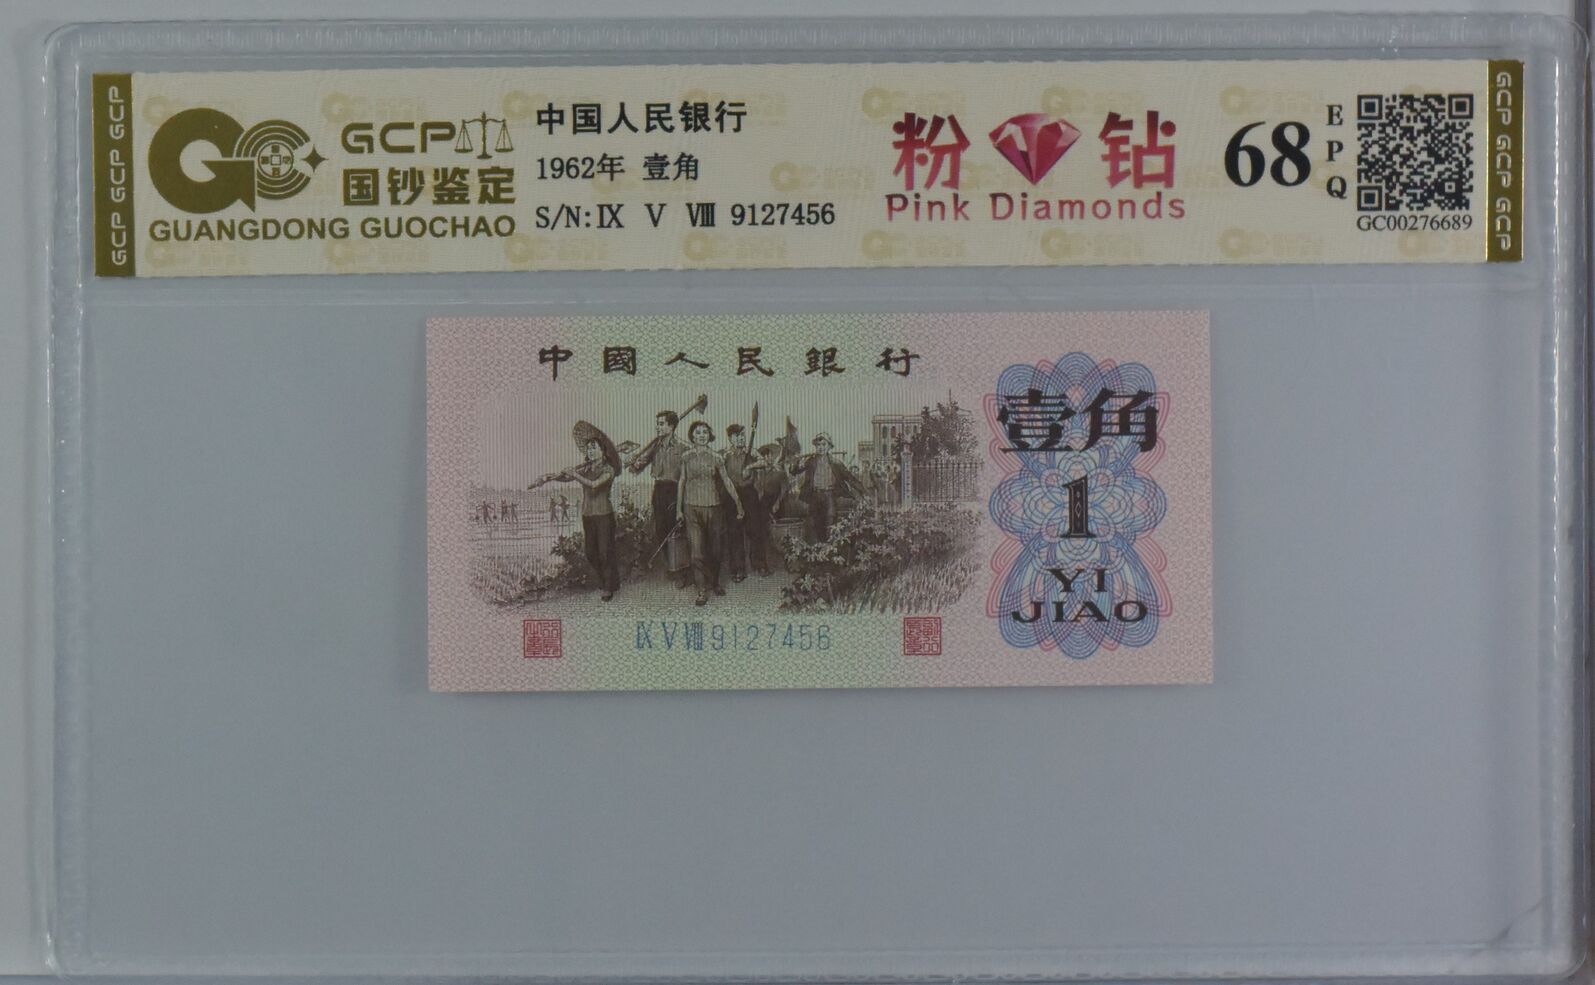 GCP GCP GCP
GCP
国钞鉴定
GUANGDONG GUOCHAO
中国人民银行
1962年 壹角
S/N: Ⅸ Ⅴ Ⅷ 9127456
粉 钻
Pink Diamonds
68
EPQ
GC00276689
GCP GCP GCP
中國人民銀行
壹角
1
YI
JIAO
ⅨⅤⅧ9127456